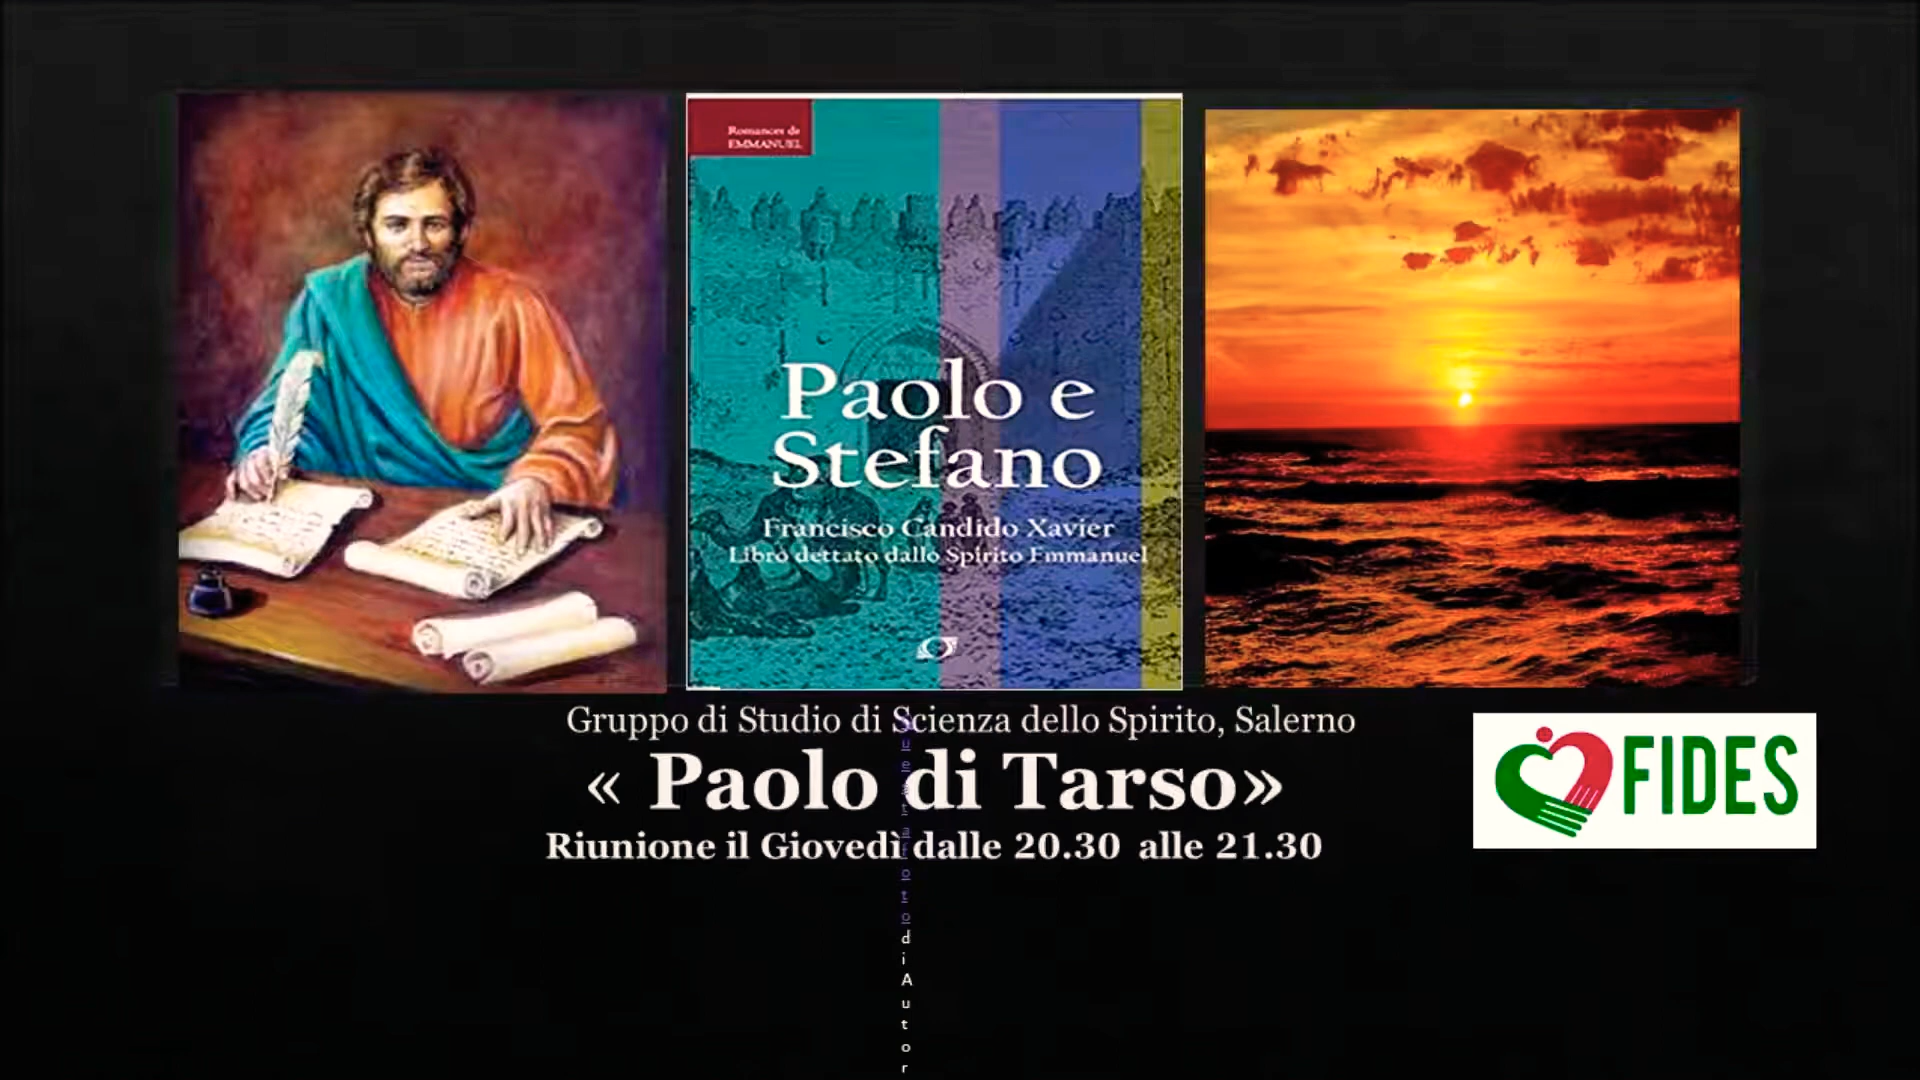 Romances de
EMMANUEL
Paolo e
Stefano
Francisco Candido Xavier
Libro dettato dallo Spirito Emmanuel
Gruppo di Studio di Scienza dello Spirito, Salerno
« Paolo di Tarso»
Riunione il Giovedì dalle 20.30 alle 21.30
FIDES
d
i
A
u
t
o
r